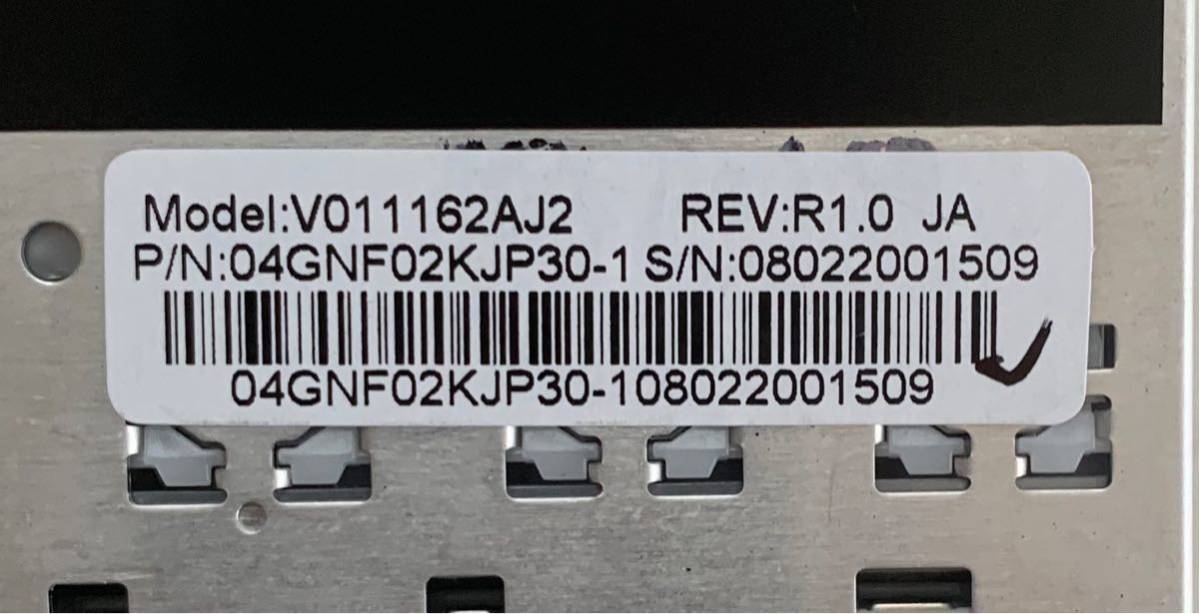 Model:V011162AJ2 REV:R1.0 JA
P/N:04GNF02KJP30-1 S/N:08022001509
04GNF02KJP30-108022001509